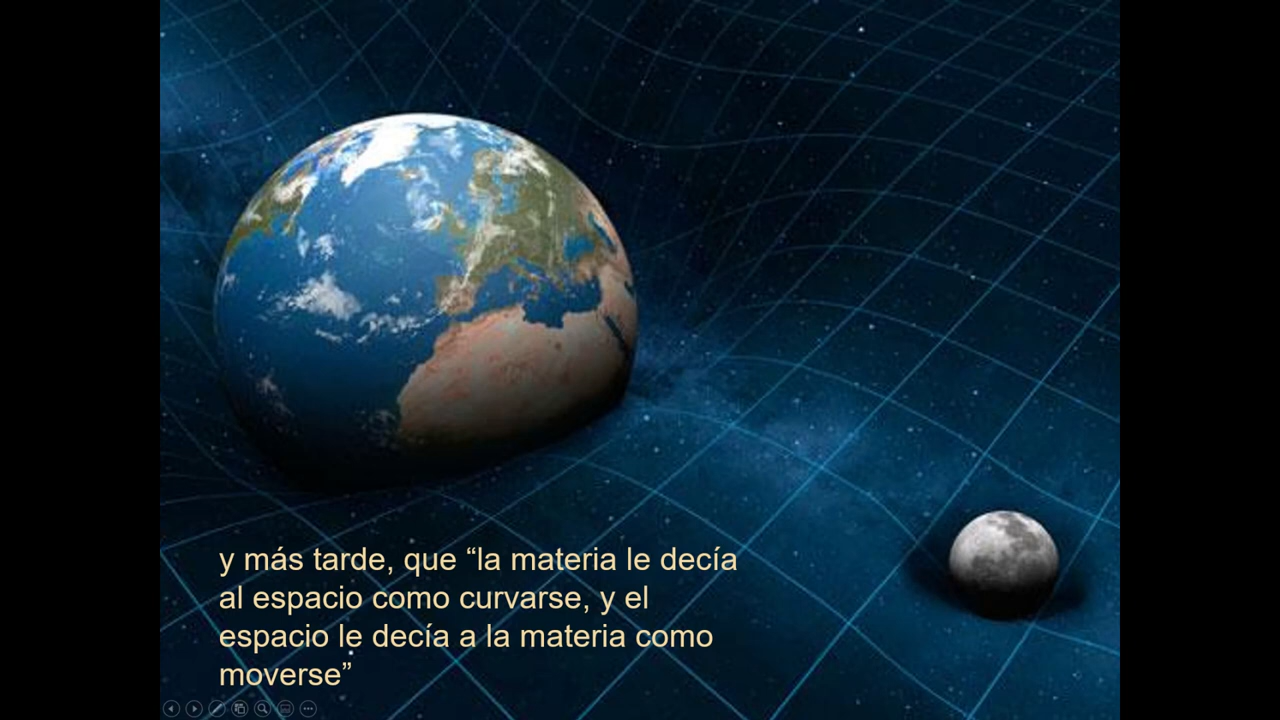 y más tarde, que “la materia le decía
al espacio como curvarse, y el
espacio le decía a la materia como
moverse”